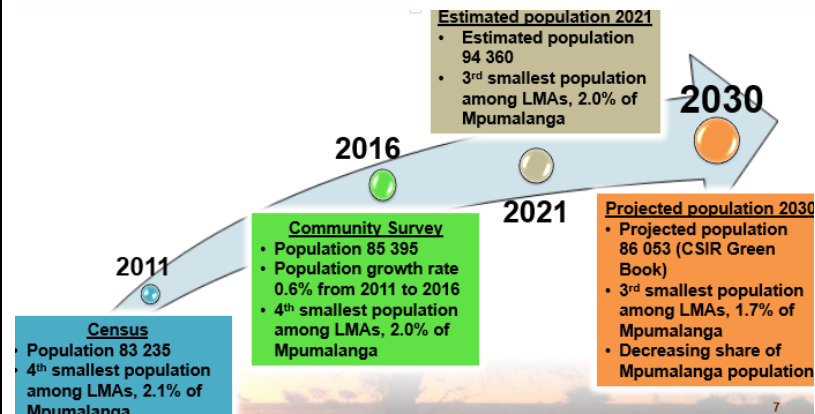 Estimated population 2021
• Estimated population
94 360
• 3rd smallest population
among LMAs, 2.0% of
Mpumalanga
2030
2016
2021
2011
Community Survey
• Population 85 395
• Population growth rate
0.6% from 2011 to 2016
• 4th smallest population
among LMAs, 2.0% of
Mpumalanga
Projected population 2030
• Projected population
86 053 (CSIR Green
Book)
• 3rd smallest population
among LMAs, 1.7% of
Mpumalanga
• Decreasing share of
Mpumalanga population
Census
• Population 83 235
• 4th smallest population
among LMAs, 2.1% of
Mpumalanga
7